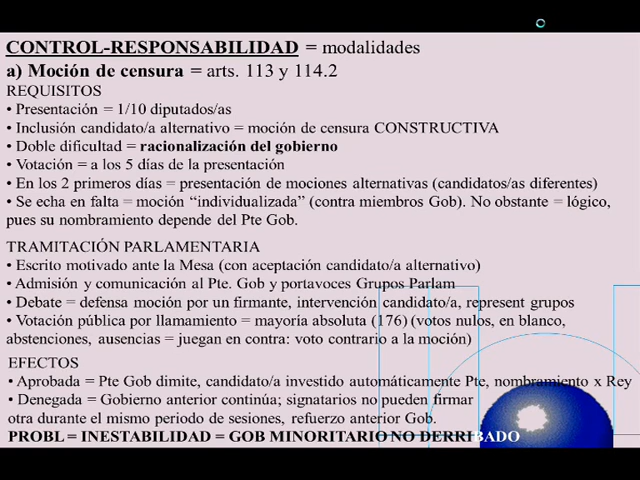 CONTROL-RESPONSABILIDAD = modalidades
a) Moción de censura = arts. 113 y 114.2
REQUISITOS
• Presentación = 1/10 diputados/as
• Inclusión candidato/a alternativo = moción de censura CONSTRUCTIVA
• Doble dificultad = racionalización del gobierno
• Votación = a los 5 días de la presentación
• En los 2 primeros días = presentación de mociones alternativas (candidatos/as diferentes)
• Se echa en falta = moción “individualizada” (contra miembros Gob). No obstante = lógico,
pues su nombramiento depende del Pte Gob.
TRAMITACIÓN PARLAMENTARIA
• Escrito motivado ante la Mesa (con aceptación candidato/a alternativo)
• Admisión y comunicación al Pte. Gob y portavoces Grupos Parlam
• Debate = defensa moción por un firmante, intervención candidato/a, represent grupos
• Votación pública por llamamiento = mayoría absoluta (176) (votos nulos, en blanco,
abstenciones, ausencias = juegan en contra: voto contrario a la moción)
EFECTOS
• Aprobada = Pte Gob dimite, candidato/a investido automáticamente Pte, nombramiento x Rey
• Denegada = Gobierno anterior continúa; signatarios no pueden firmar
otra durante el mismo periodo de sesiones, refuerzo anterior Gob.
PROBL = INESTABILIDAD = GOB MINORITARIO NO DERRIBADO